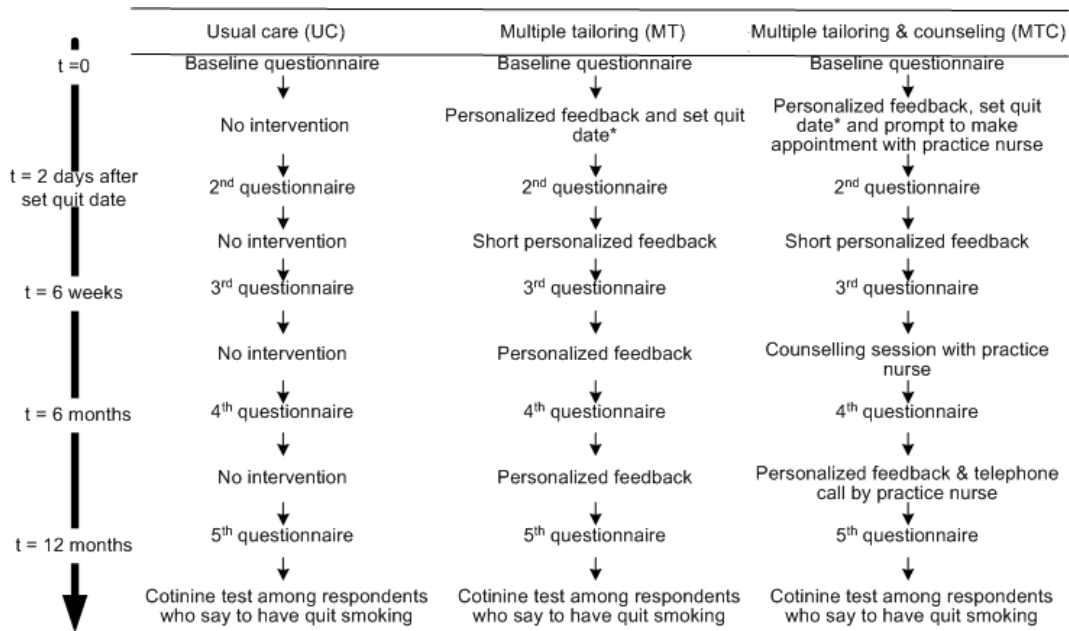 Usual care (UC) Multiple tailoring (MT) Multiple tailoring & counseling (MTC)
t =0 Baseline questionnaire Baseline questionnaire Baseline questionnaire
No intervention Personalized feedback and set quit Personalized feedback, set quit
date* date* and prompt to make
appointment with practice nurse
t = 2 days after 2nd questionnaire 2nd questionnaire 2nd questionnaire
set quit date
No intervention Short personalized feedback Short personalized feedback
t = 6 weeks 3rd questionnaire 3rd questionnaire 3rd questionnaire
No intervention Personalized feedback Counselling session with practice
nurse
t = 6 months 4th questionnaire 4th questionnaire 4th questionnaire
No intervention Personalized feedback Personalized feedback & telephone
call by practice nurse
t = 12 months 5th questionnaire 5th questionnaire 5th questionnaire
Cotinine test among respondents Cotinine test among respondents Cotinine test among respondents
who say to have quit smoking who say to have quit smoking who say to have quit smoking